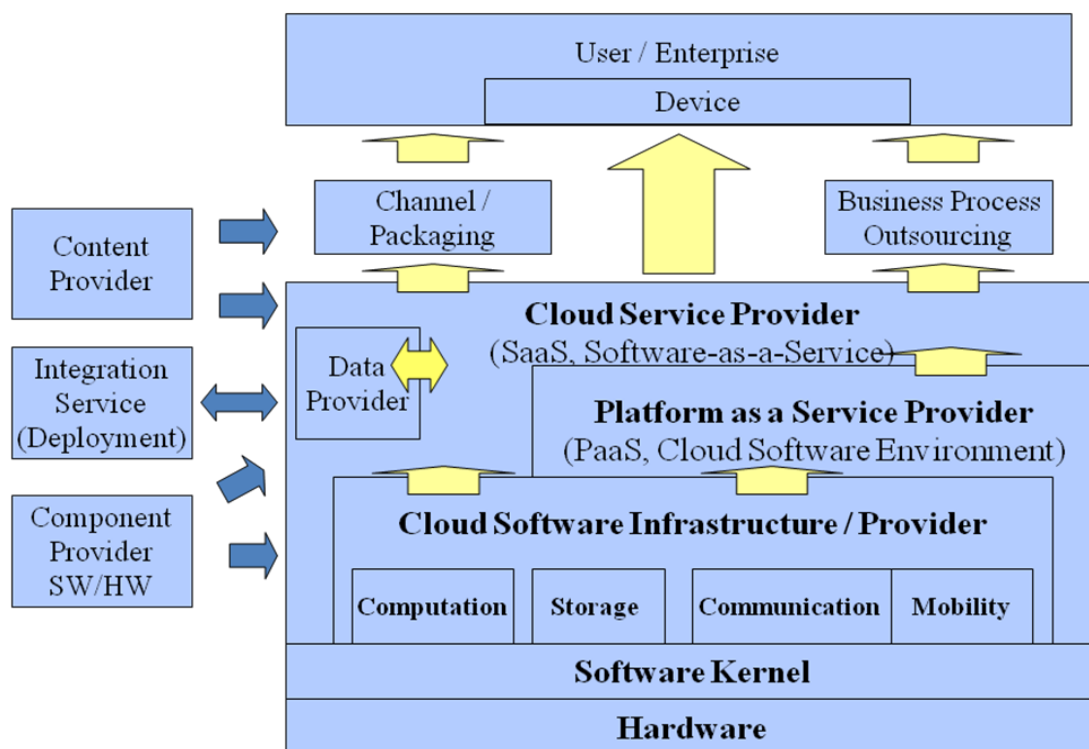 User / Enterprise
Device
Channel /
Packaging
Business Process
Outsourcing
Content
Provider
Cloud Service Provider
(SaaS, Software-as-a-Service)
Data
Provider
Integration
Service
(Deployment)
Platform as a Service Provider
(PaaS, Cloud Software Environment)
Component
Provider
SW/HW
Cloud Software Infrastructure / Provider
Computation
Storage
Communication
Mobility
Software Kernel
Hardware